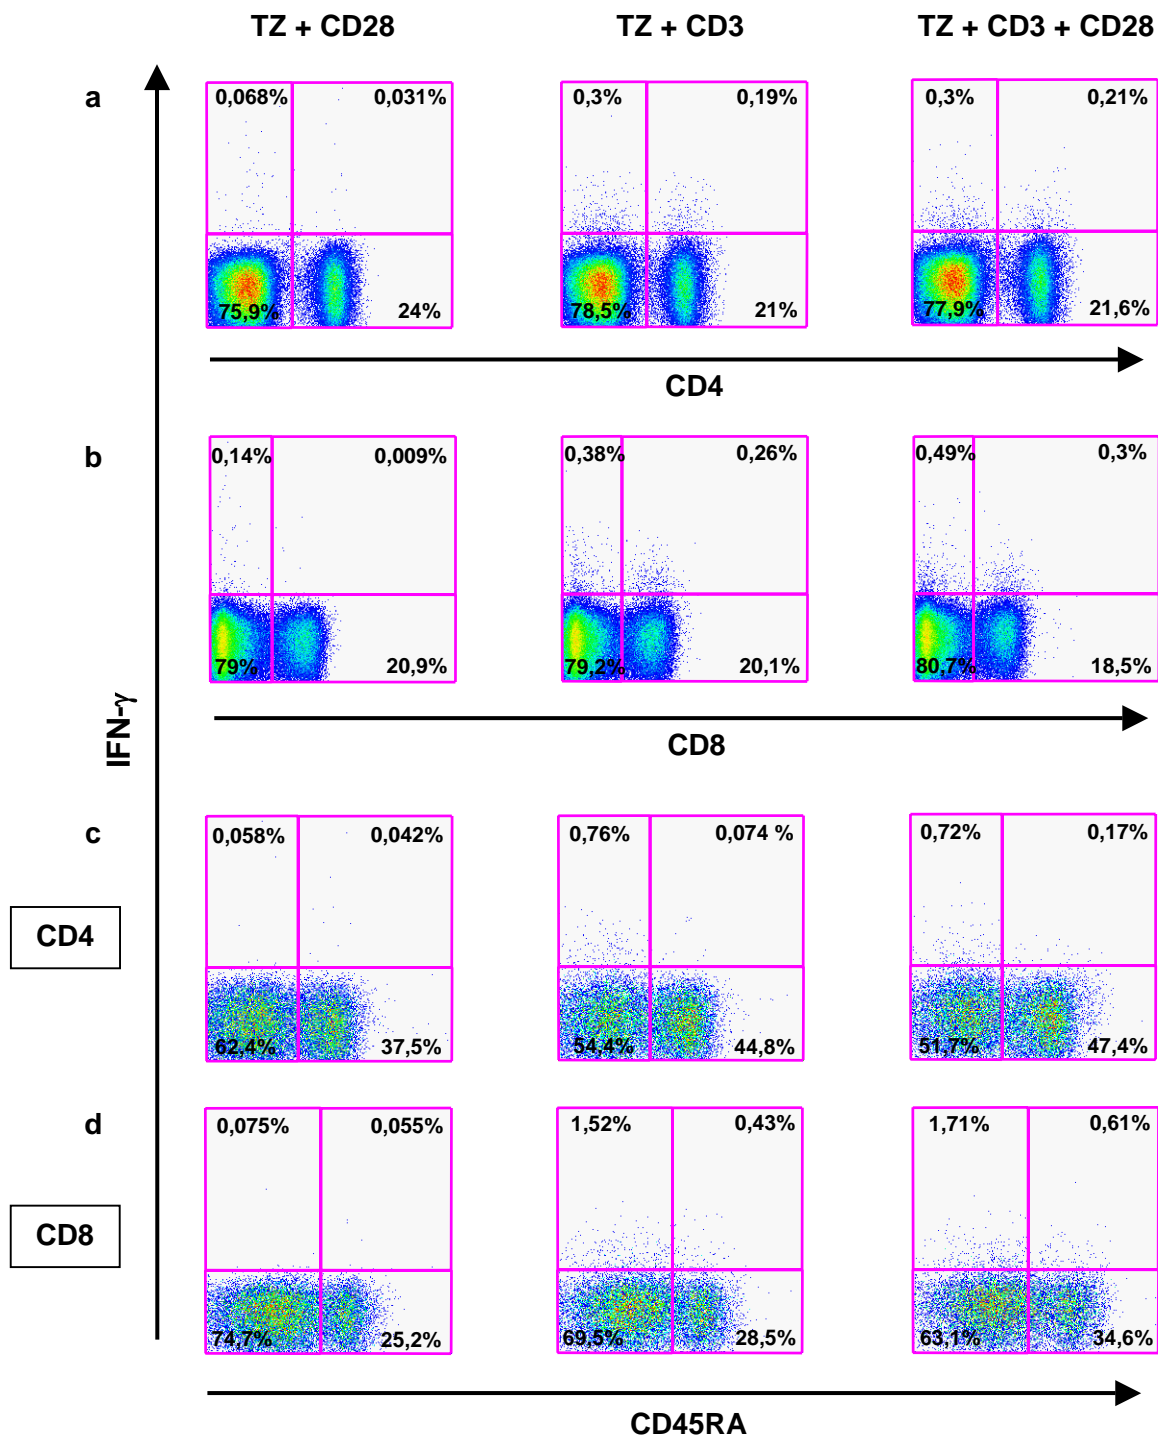 TZ + CD28 TZ + CD3 TZ + CD3 + CD28
a
0,068% 0,031% 0,3% 0,19% 0,3% 0,21%
75,9% 24% 78,5% 21% 77,9% 21,6%
CD4
b
0,14% 0,009% 0,38% 0,26% 0,49% 0,3%
79% 20,9% 79,2% 20,1% 80,7% 18,5%
CD8
IFN-γ
c
0,058% 0,042% 0,76% 0,074 % 0,72% 0,17%
CD4
62,4% 37,5% 54,4% 44,8% 51,7% 47,4%
d
0,075% 0,055% 1,52% 0,43% 1,71% 0,61%
CD8
74,7% 25,2% 69,5% 28,5% 63,1% 34,6%
CD45RA